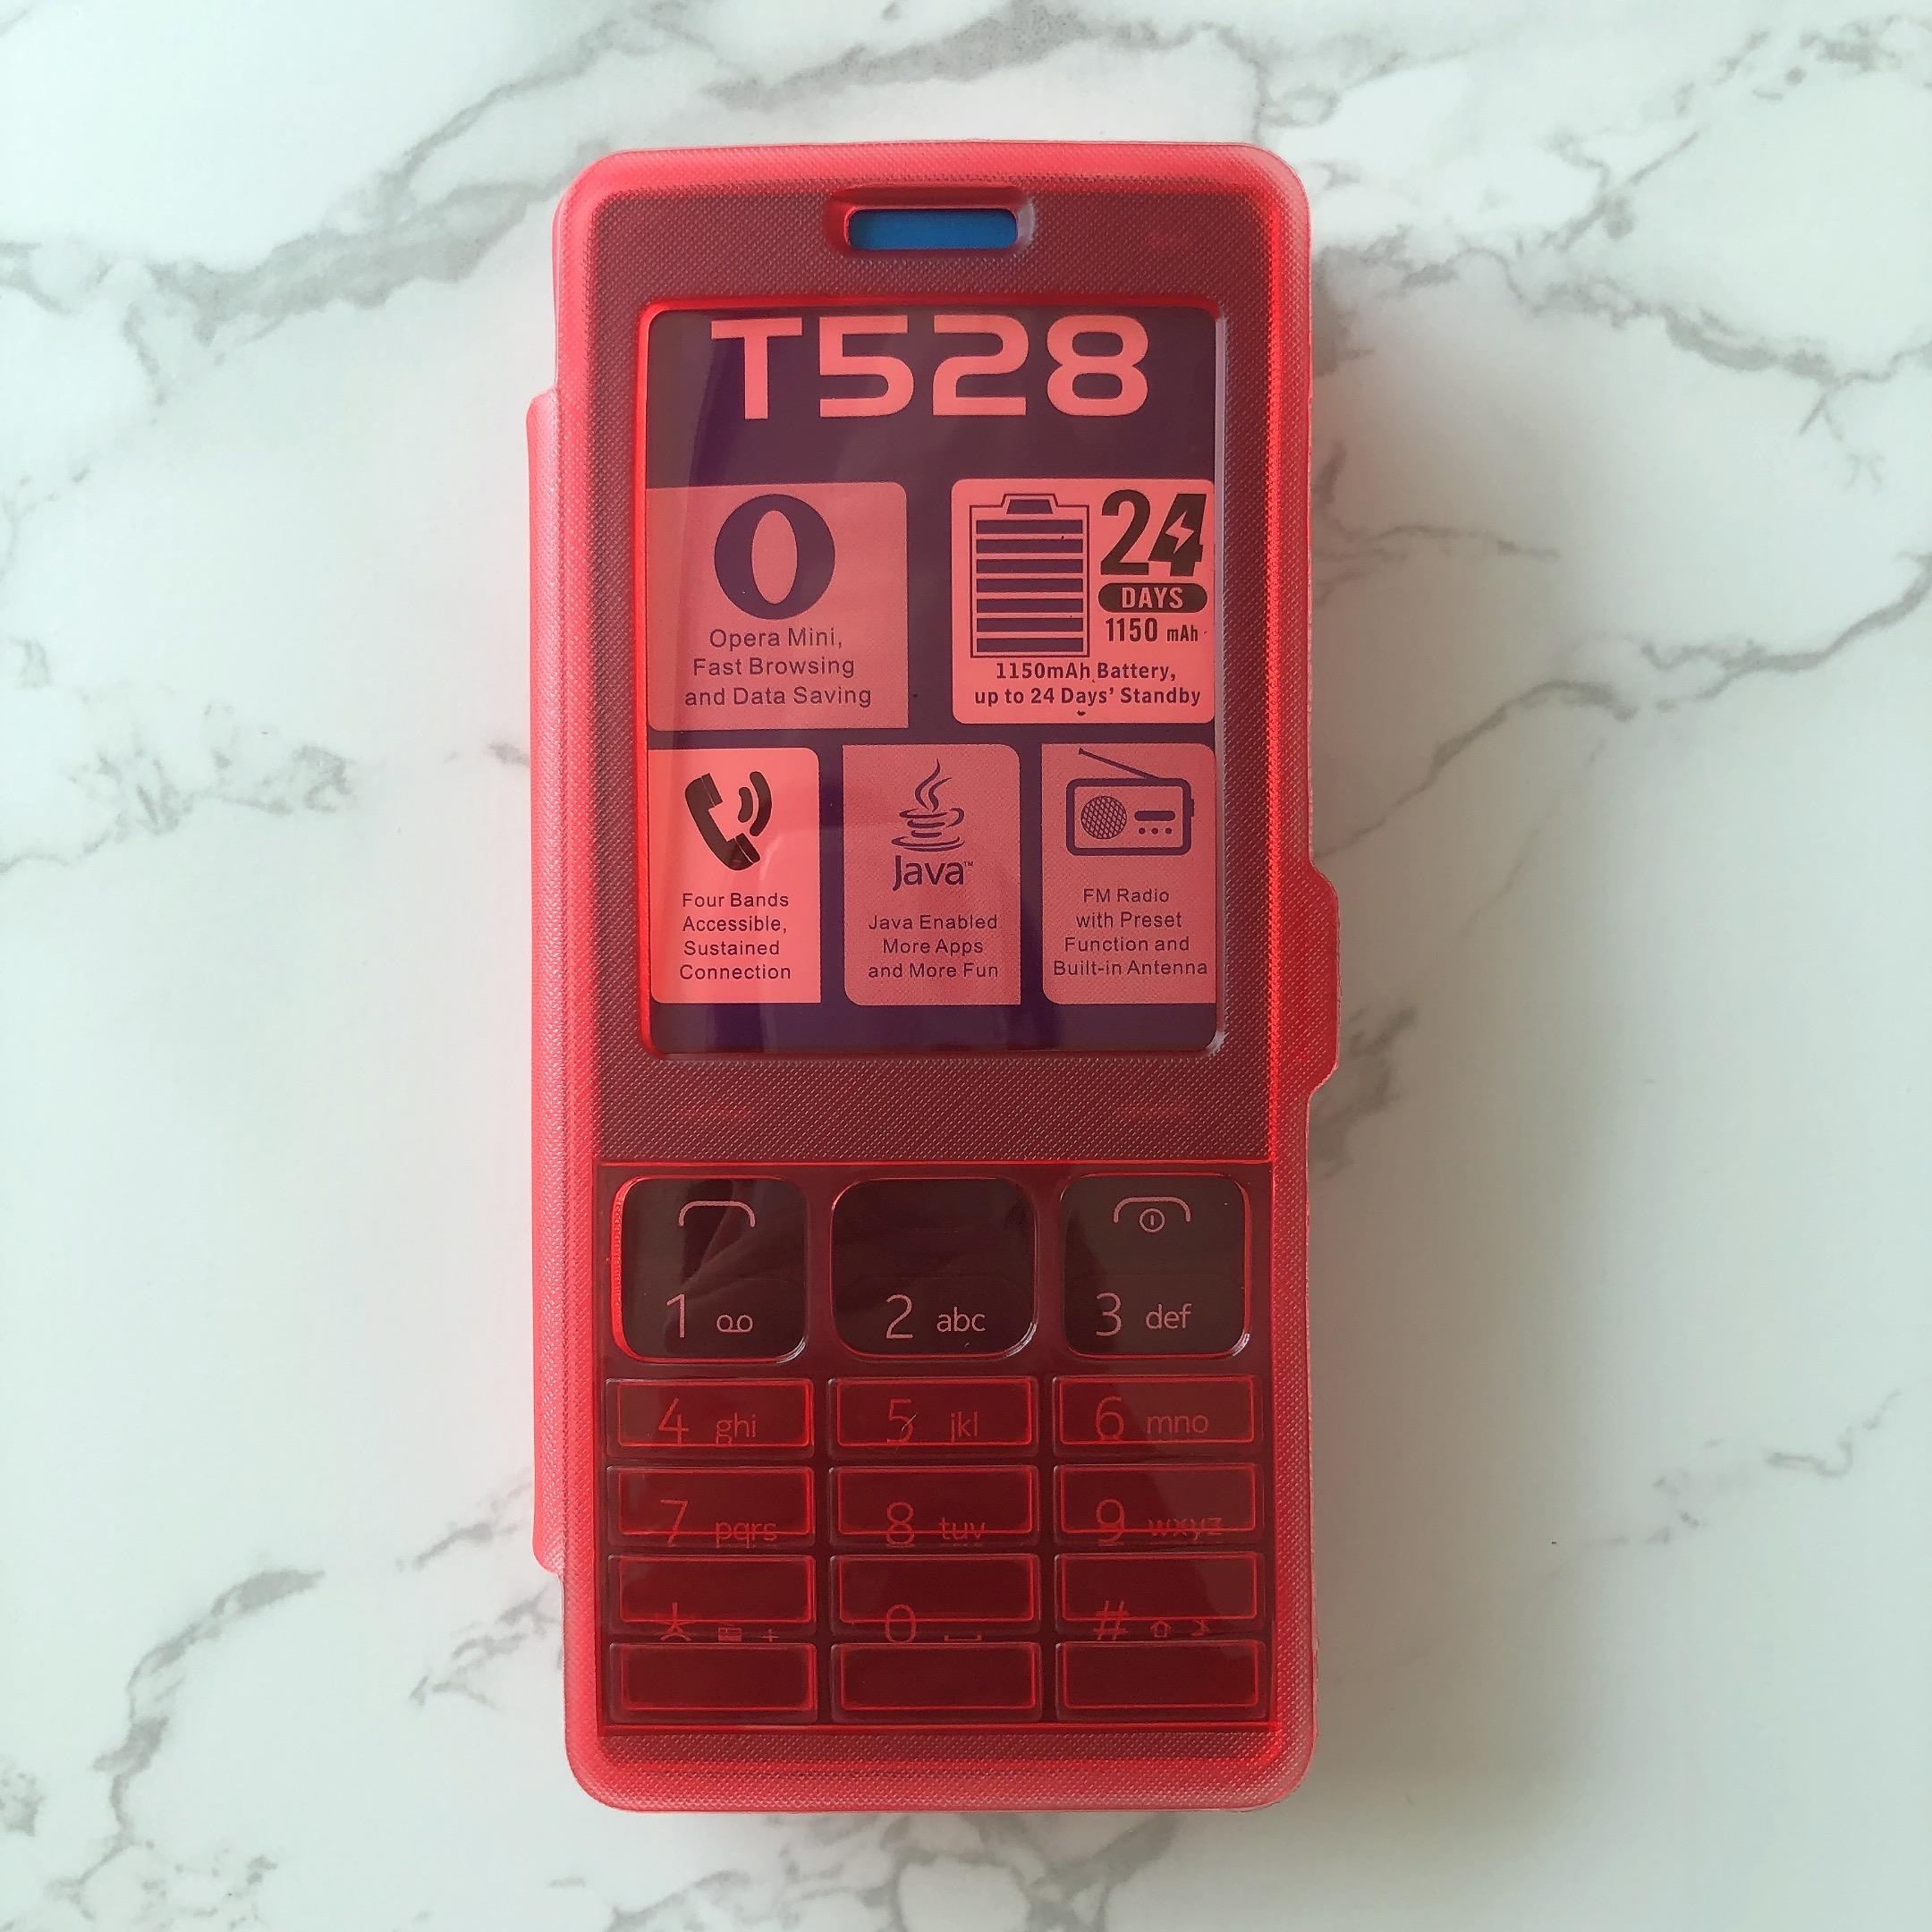 T528
Opera Mini,
Fast Browsing
and Data Saving
24
DAYS
1150 mAh
1150mAh Battery,
up to 24 Days' Standby
Four Bands
Accessible,
Sustained
Connection
Java™
Java Enabled
More Apps
and More Fun
FM Radio
with Preset
Function and
Built-in Antenna
1
2 abc
3 def
4 ghi
5 jkl
6 mno
7 pqrs
8 tuv
9 wxyz
*  +
0
#